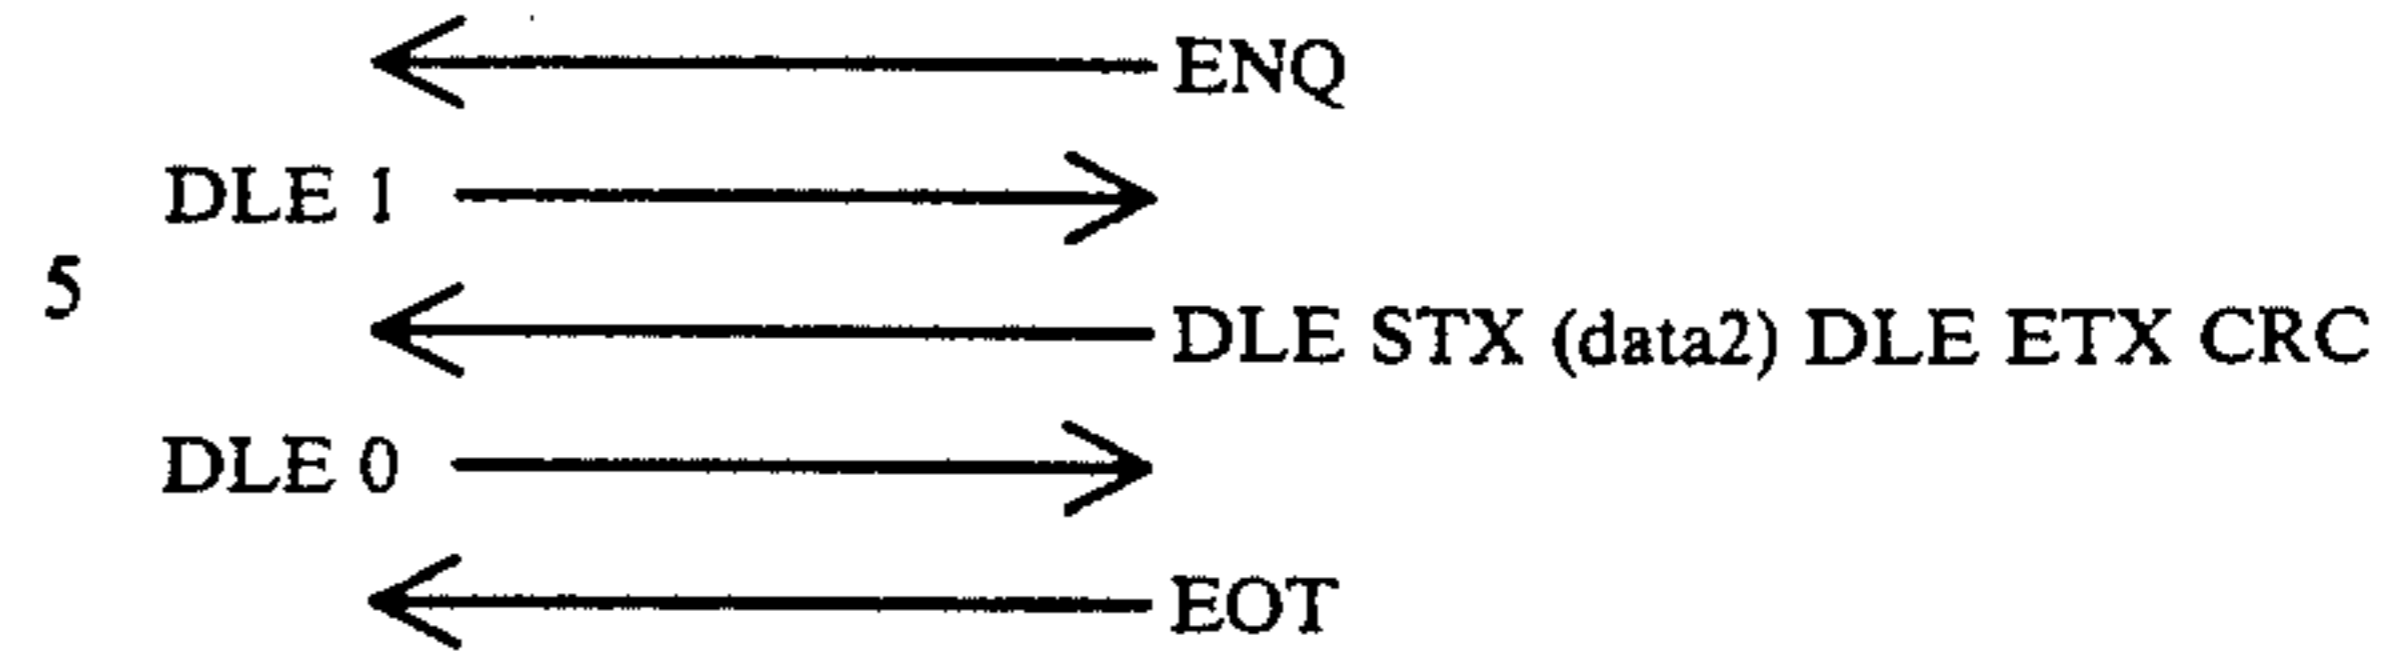 ENQ
DLE 1
5
DLE STX (data2) DLE ETX CRC
DLE 0
EOT